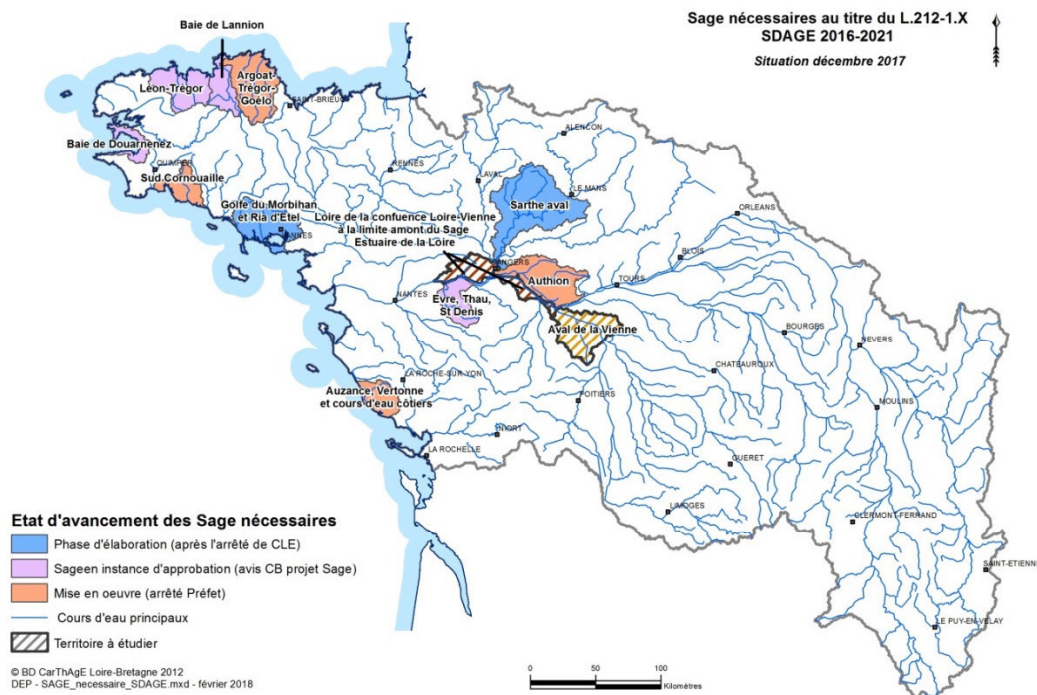 Sage nécessaires au titre du L.212-1.X
SDAGE 2016-2021
Situation décembre 2017
Baie de Lannion
Léon-Trégor
Argoat-
Trégor-
Goëlo
SAINT-BRIEUC
Baie de Douarnenez
QUIMPER
Sud Cornouaille
Golfe du Morbihan
et Ria d'Etel
VANNES
RENNES
LAVAL
ALENCON
LE MANS
Sarthe aval
Loire de la confuence Loire-Vienne
à la limite amont du Sage
Estuaire de la Loire
ANGERS
Authion
NANTES
Evre, Thau,
St Denis
TOURS
BLOIS
ORLEANS
Aval de la Vienne
BOURGES
NEVERS
CHATEAUROUX
MOULINS
LA ROCHE-SUR-YON
Auzance, Vertonne
et cours d'eau côtiers
POITIERS
NIORT
LA ROCHELLE
GUERET
LIMOGES
CLERMONT-FERRAND
SAINT-ETIENNE
LE PUY-EN-VELAY
Etat d'avancement des Sage nécessaires
Phase d'élaboration (après l'arrêté de CLE)
Sageen instance d'approbation (avis CB projet Sage)
Mise en oeuvre (arrêté Préfet)
Cours d'eau principaux
Territoire à étudier
© BD CarThAgE Loire-Bretagne 2012
DEP - SAGE_necessaire_SDAGE.mxd - février 2018
0 50 100
Kilomètres